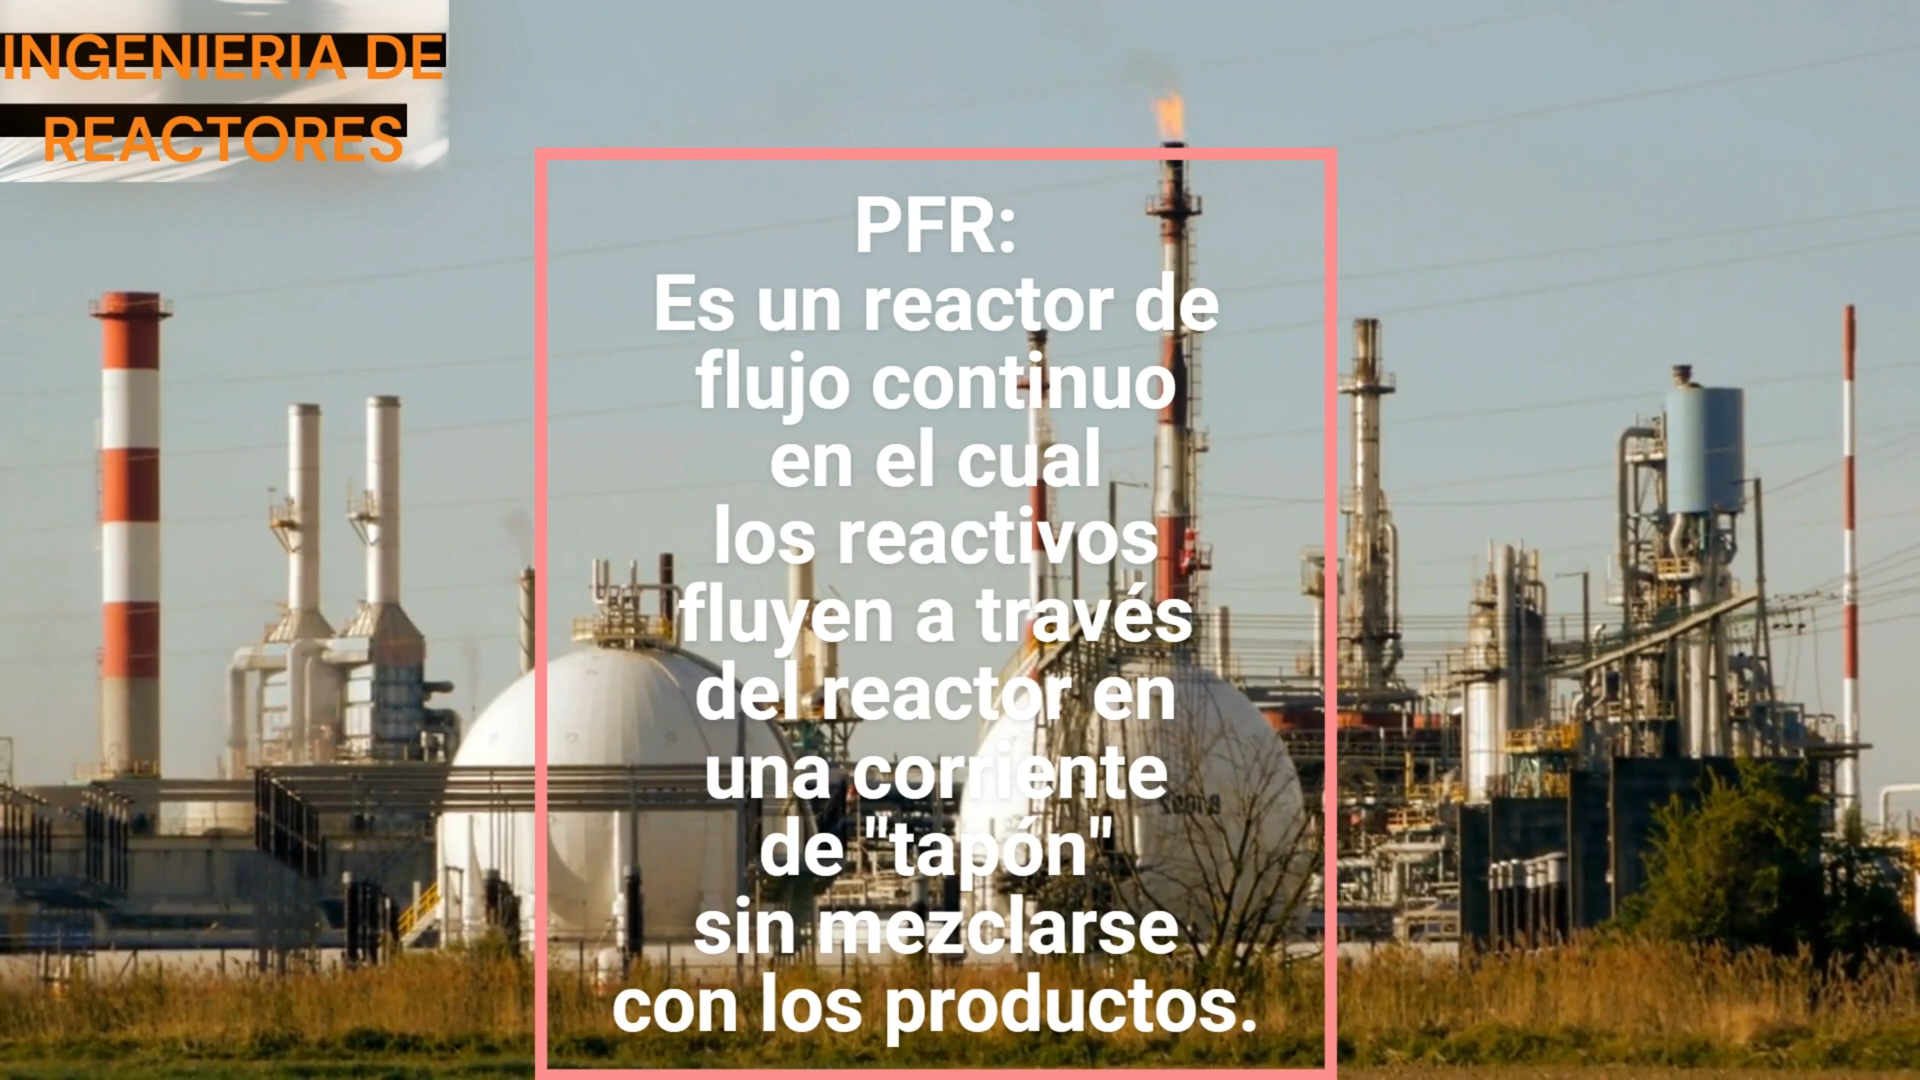 INGENIERIA DE
REACTORES
PFR:
Es un reactor de
flujo continuo
en el cual
los reactivos
fluyen a través
del reactor en
una corriente
de "tapón"
sin mezclarse
con los productos.